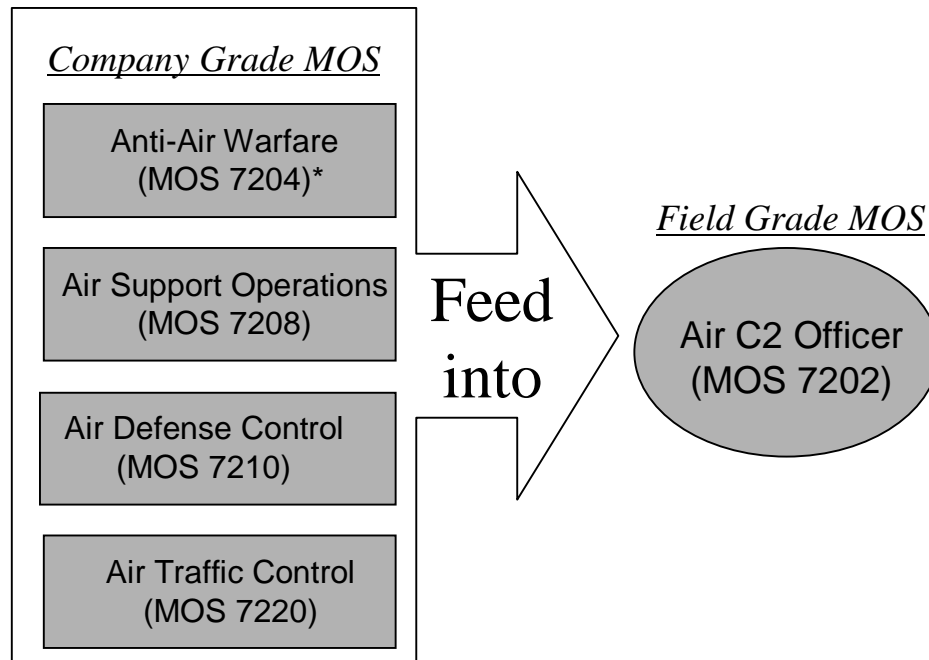 Company Grade MOS
Anti-Air Warfare
(MOS 7204)*
Air Support Operations
(MOS 7208)
Air Defense Control
(MOS 7210)
Air Traffic Control
(MOS 7220)
Feed
into
Field Grade MOS
Air C2 Officer
(MOS 7202)